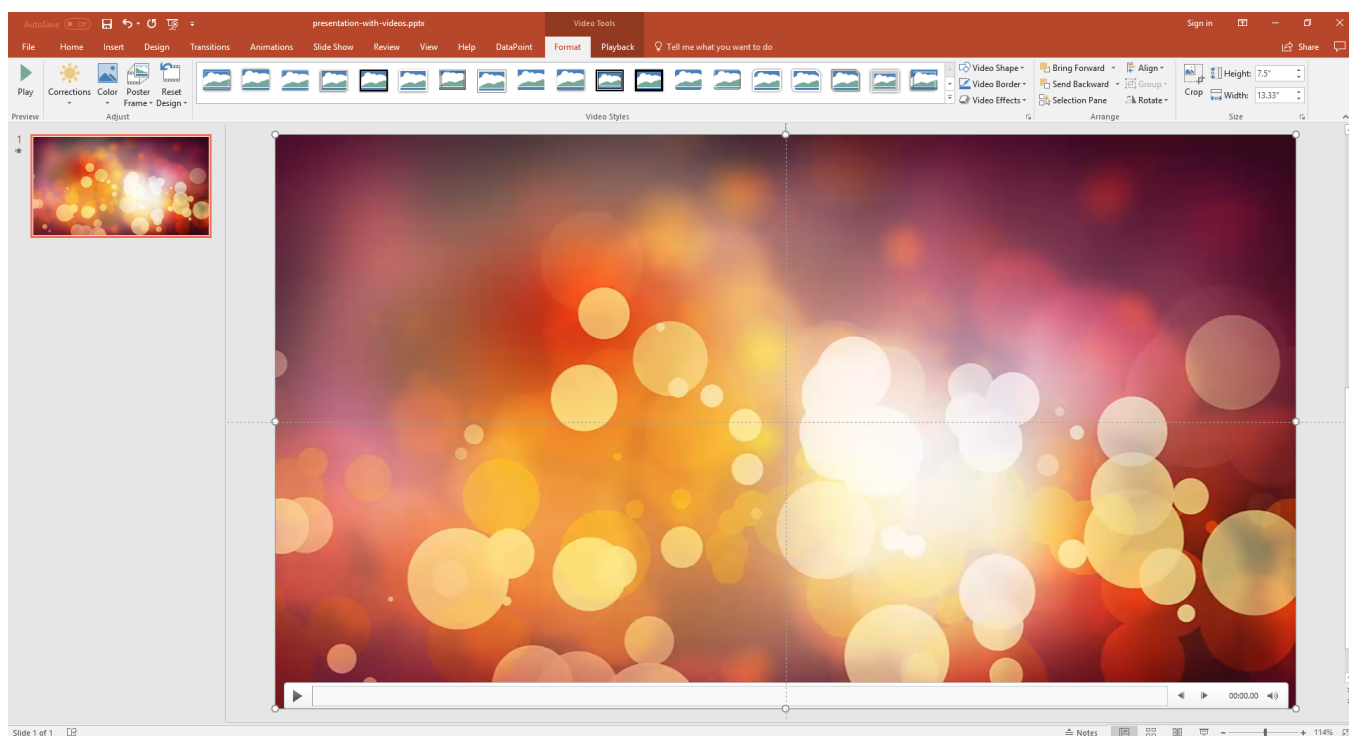 AutoSave Off presentation-with-videos.pptx Video Tools Sign in
File Home Insert Design Transitions Animations Slide Show Review View Help DataPoint Format Playback Tell me what you want to do Share
Play Corrections Color Poster Frame Reset Design Video Shape Bring Forward Align Height: 7.5"
Video Border Send Backward Group Crop Width: 13.33"
Video Effects Selection Pane Rotate
Preview Adjust Video Styles Arrange Size
1
00:00.00
Slide 1 of 1 Notes 114%